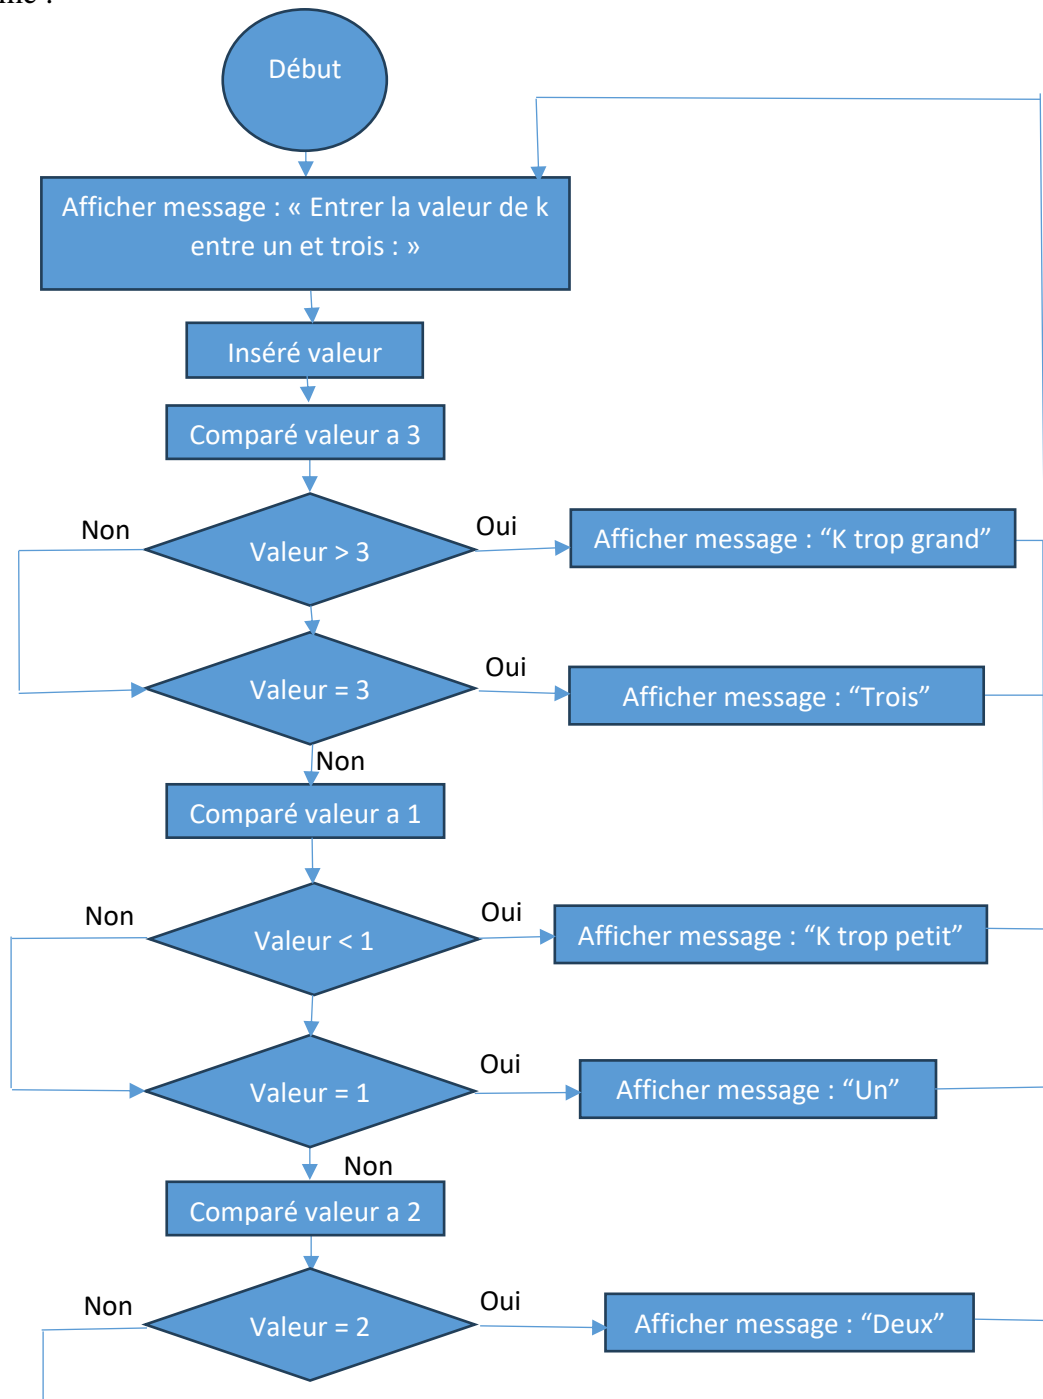 Début
Afficher message : « Entrer la valeur de k
entre un et trois : »
Inséré valeur
Comparé valeur a 3
Non
Valeur > 3
Oui
Afficher message : “K trop grand”
Valeur = 3
Oui
Afficher message : “Trois”
Non
Comparé valeur a 1
Non
Valeur < 1
Oui
Afficher message : “K trop petit”
Valeur = 1
Oui
Afficher message : “Un”
Non
Comparé valeur a 2
Non
Valeur = 2
Oui
Afficher message : “Deux”